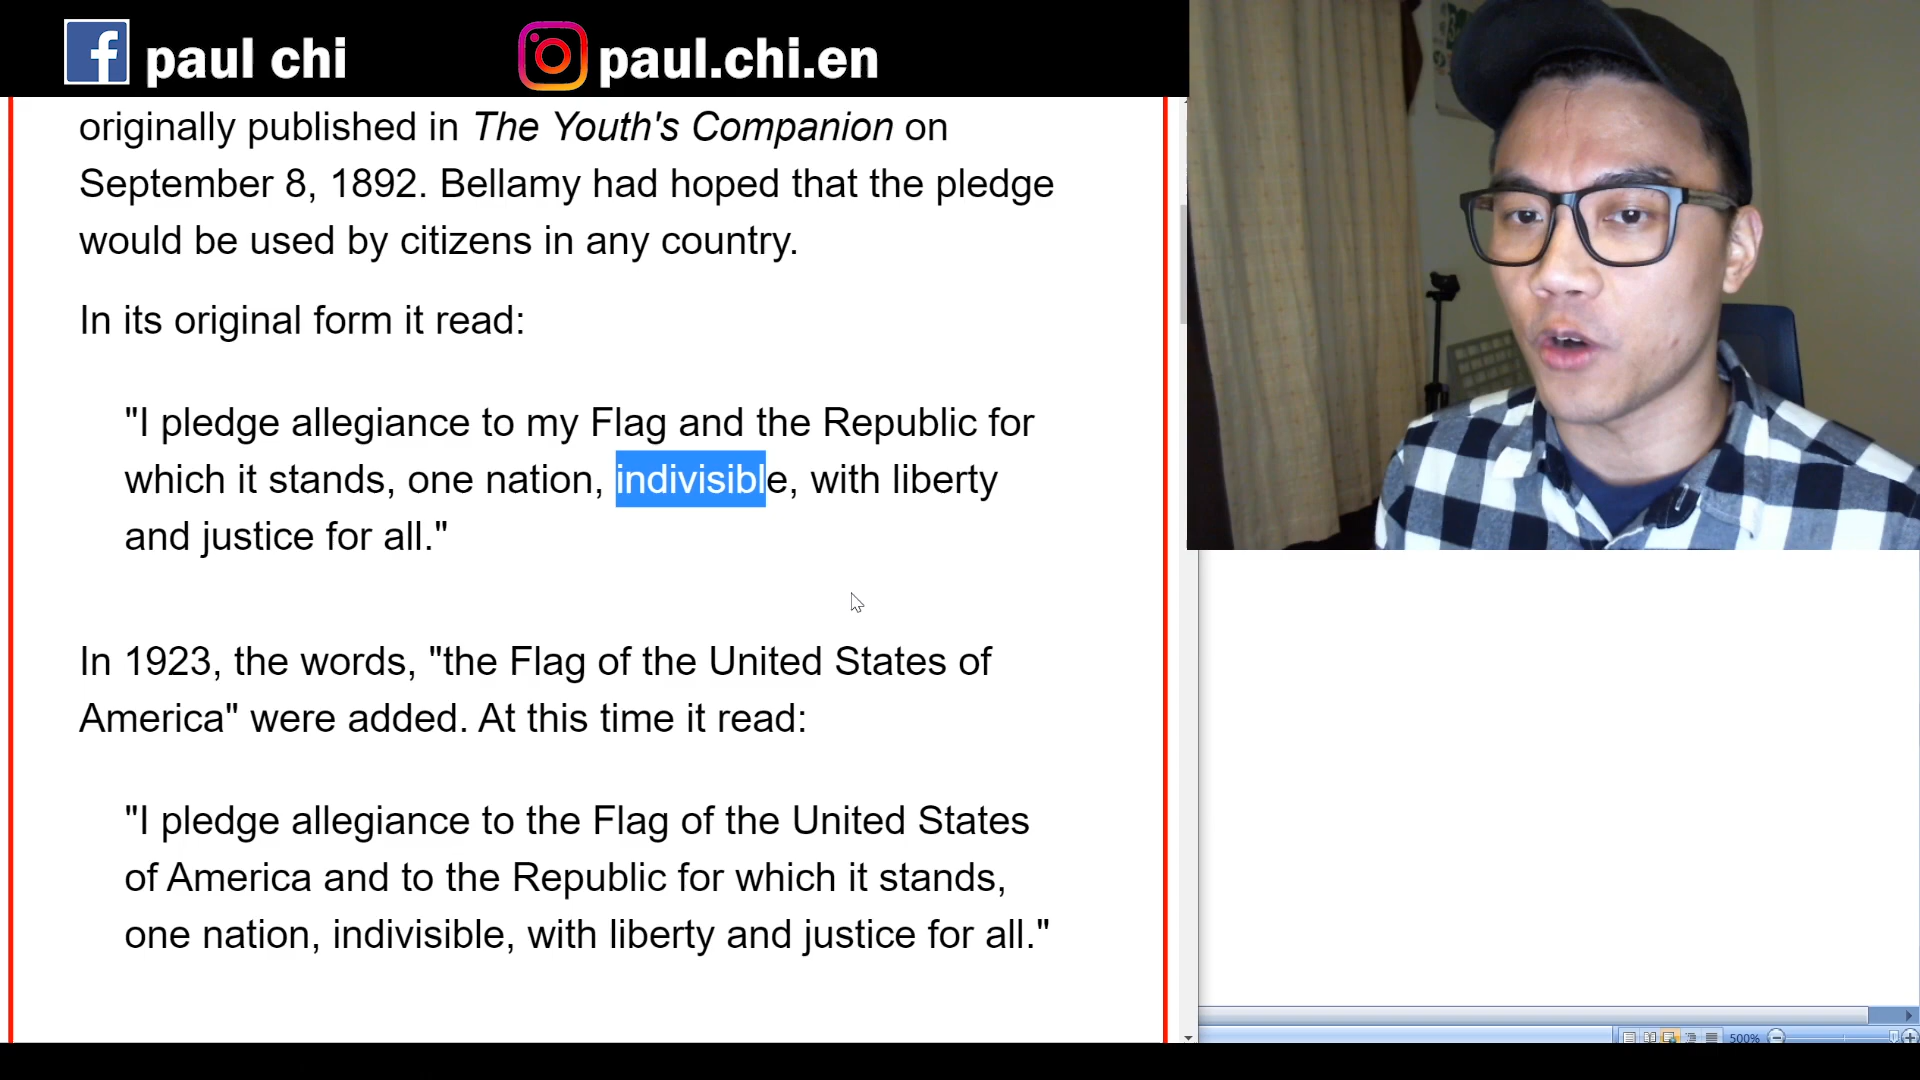 paul chi
paul.chi.en
originally published in The Youth's Companion on
September 8, 1892. Bellamy had hoped that the pledge
would be used by citizens in any country.
In its original form it read:
"I pledge allegiance to my Flag and the Republic for
which it stands, one nation, indivisible, with liberty
and justice for all."
In 1923, the words, "the Flag of the United States of
America" were added. At this time it read:
"I pledge allegiance to the Flag of the United States
of America and to the Republic for which it stands,
one nation, indivisible, with liberty and justice for all."
500%